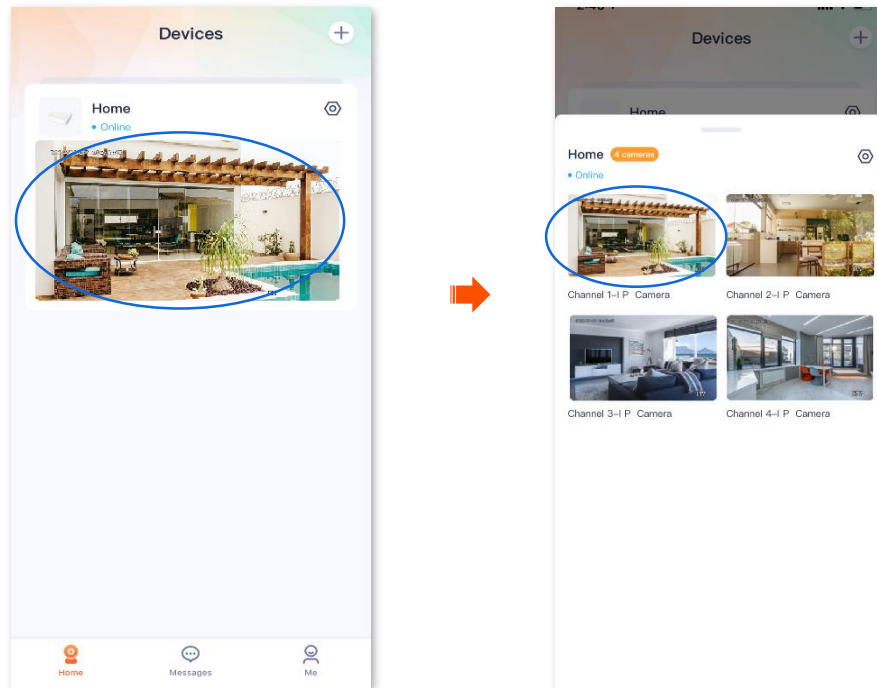 Devices
Home
Online
Home
Messages
Me
Devices
Home
Home
4 cameras
Online
Channel 1-I P Camera
Channel 2-I P Camera
Channel 3-I P Camera
Channel 4-I P Camera